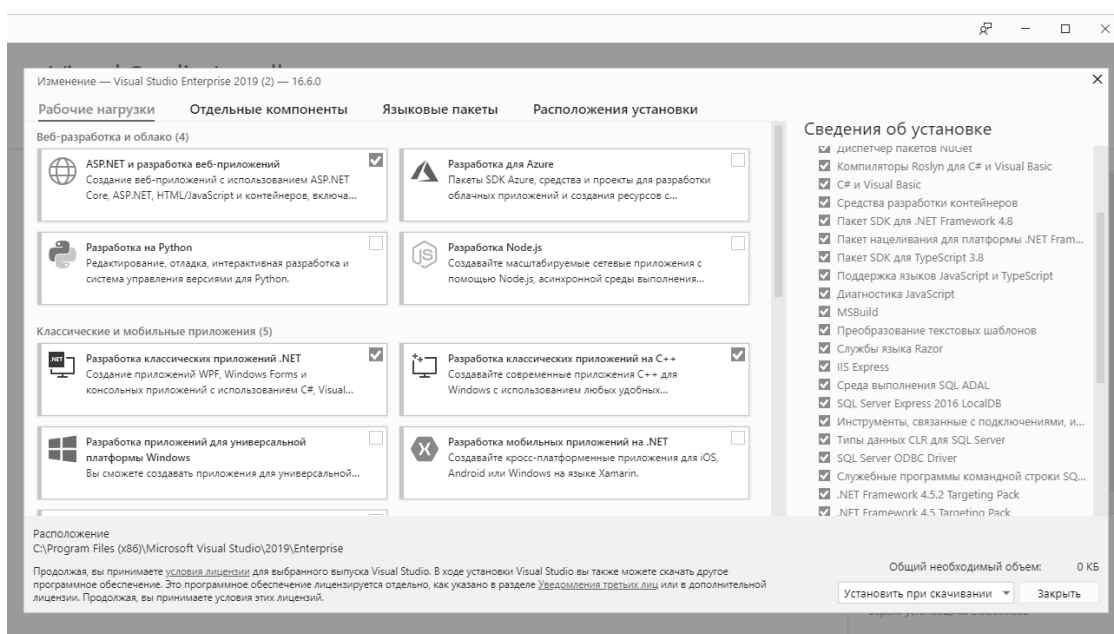 Изменение — Visual Studio Enterprise 2019 (2) — 16.6.0
Рабочие нагрузки Отдельные компоненты Языковые пакеты Расположения установки
Веб-разработка и облако (4)
ASP.NET и разработка веб-приложений
Создание веб-приложений с использованием ASP.NET
Core, ASP.NET, HTML/JavaScript и контейнеров, включа...
Разработка для Azure
Пакеты SDK Azure, средства и проекты для разработки
облачных приложений и создания ресурсов с...
Разработка на Python
Редактирование, отладка, интерактивная разработка и
система управления версиями для Python.
Разработка Node.js
Создавайте масштабируемые сетевые приложения с
помощью Node.js, асинхронной среды выполнения...
Классические и мобильные приложения (5)
Разработка классических приложений .NET
Создание приложений WPF, Windows Forms и
консольных приложений с использованием C#, Visual...
Разработка классических приложений на C++
Создавайте современные приложения C++ для
Windows с использованием любых удобных...
Разработка приложений для универсальной
платформы Windows
Вы сможете создавать приложения для универсальной...
Разработка мобильных приложений на .NET
Создавайте кросс-платформенные приложения для iOS,
Android или Windows на языке Xamarin.
Сведения об установке
Диспетчер пакетов NuGet
Компиляторы Roslyn для C# и Visual Basic
C# и Visual Basic
Средства разработки контейнеров
Пакет SDK для .NET Framework 4.8
Пакет нацеливания для платформы .NET Fram...
Пакет SDK для TypeScript 3.8
Поддержка языков JavaScript и TypeScript
Диагностика JavaScript
MSBuild
Преобразование текстовых шаблонов
Службы языка Razor
IIS Express
Среда выполнения SQL ADAL
SQL Server Express 2016 LocalDB
Инструменты, связанные с подключениями, и...
Типы данных CLR для SQL Server
SQL Server ODBC Driver
Служебные программы командной строки SQ...
.NET Framework 4.5.2 Targeting Pack
.NET Framework 4.5 Targeting Pack
Расположение
C:\Program Files (x86)\Microsoft Visual Studio\2019\Enterprise
Продолжая, вы принимаете условия лицензии для выбранного выпуска Visual Studio. В ходе установки Visual Studio вы также можете скачать другое
программное обеспечение. Это программное обеспечение лицензируется отдельно, как указано в разделе Уведомления третьих лиц или в дополнительной
лицензии. Продолжая, вы принимаете условия этих лицензий.
Общий необходимый объем: 0 КБ
Установить при скачивании Закрыть